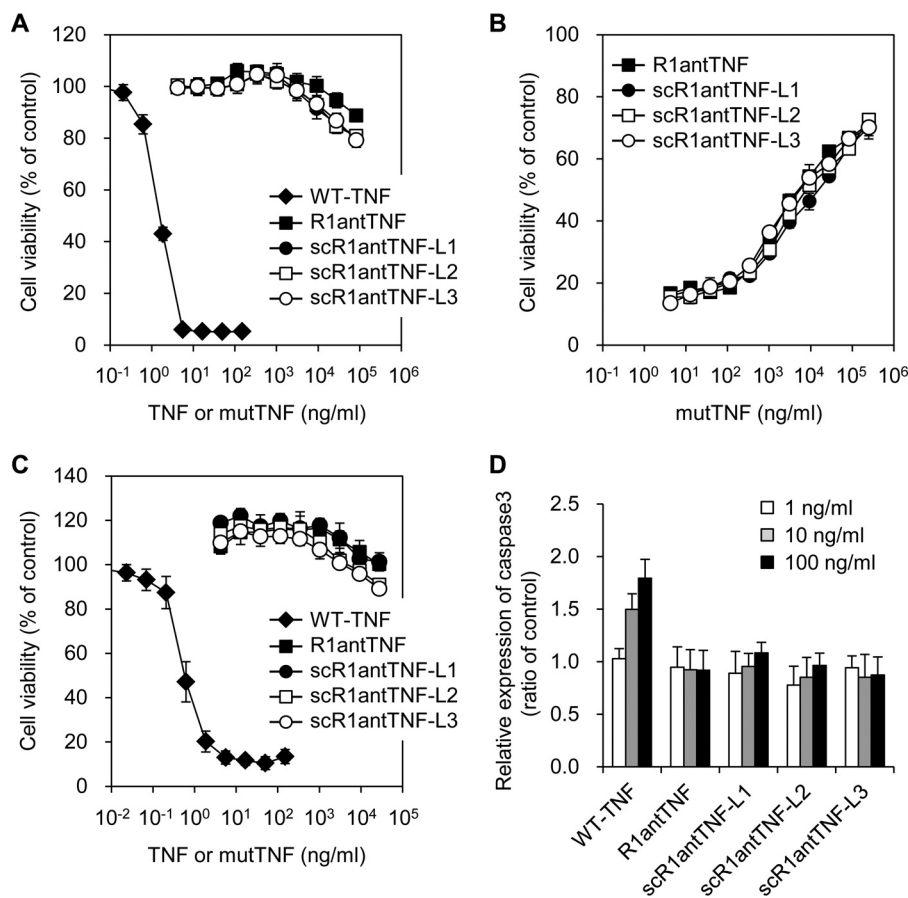 A
120
100
80
60
40
20
0
Cell viability (% of control)
WT-TNF
R1antTNF
scR1antTNF-L1
scR1antTNF-L2
scR1antTNF-L3
10-1 100 101 102 103 104 105 106
TNF or mutTNF (ng/ml)
B
100
80
60
40
20
0
Cell viability (% of control)
R1antTNF
scR1antTNF-L1
scR1antTNF-L2
scR1antTNF-L3
10-1 100 101 102 103 104 105 106
mutTNF (ng/ml)
C
140
120
100
80
60
40
20
0
Cell viability (% of control)
WT-TNF
R1antTNF
scR1antTNF-L1
scR1antTNF-L2
scR1antTNF-L3
10-2 10-1 100 101 102 103 104 105
TNF or mutTNF (ng/ml)
D
2.5
2.0
1.5
1.0
0.5
0.0
Relative expression of caspase3
(ratio of control)
1 ng/ml
10 ng/ml
100 ng/ml
WT-TNF
R1antTNF
scR1antTNF-L1
scR1antTNF-L2
scR1antTNF-L3